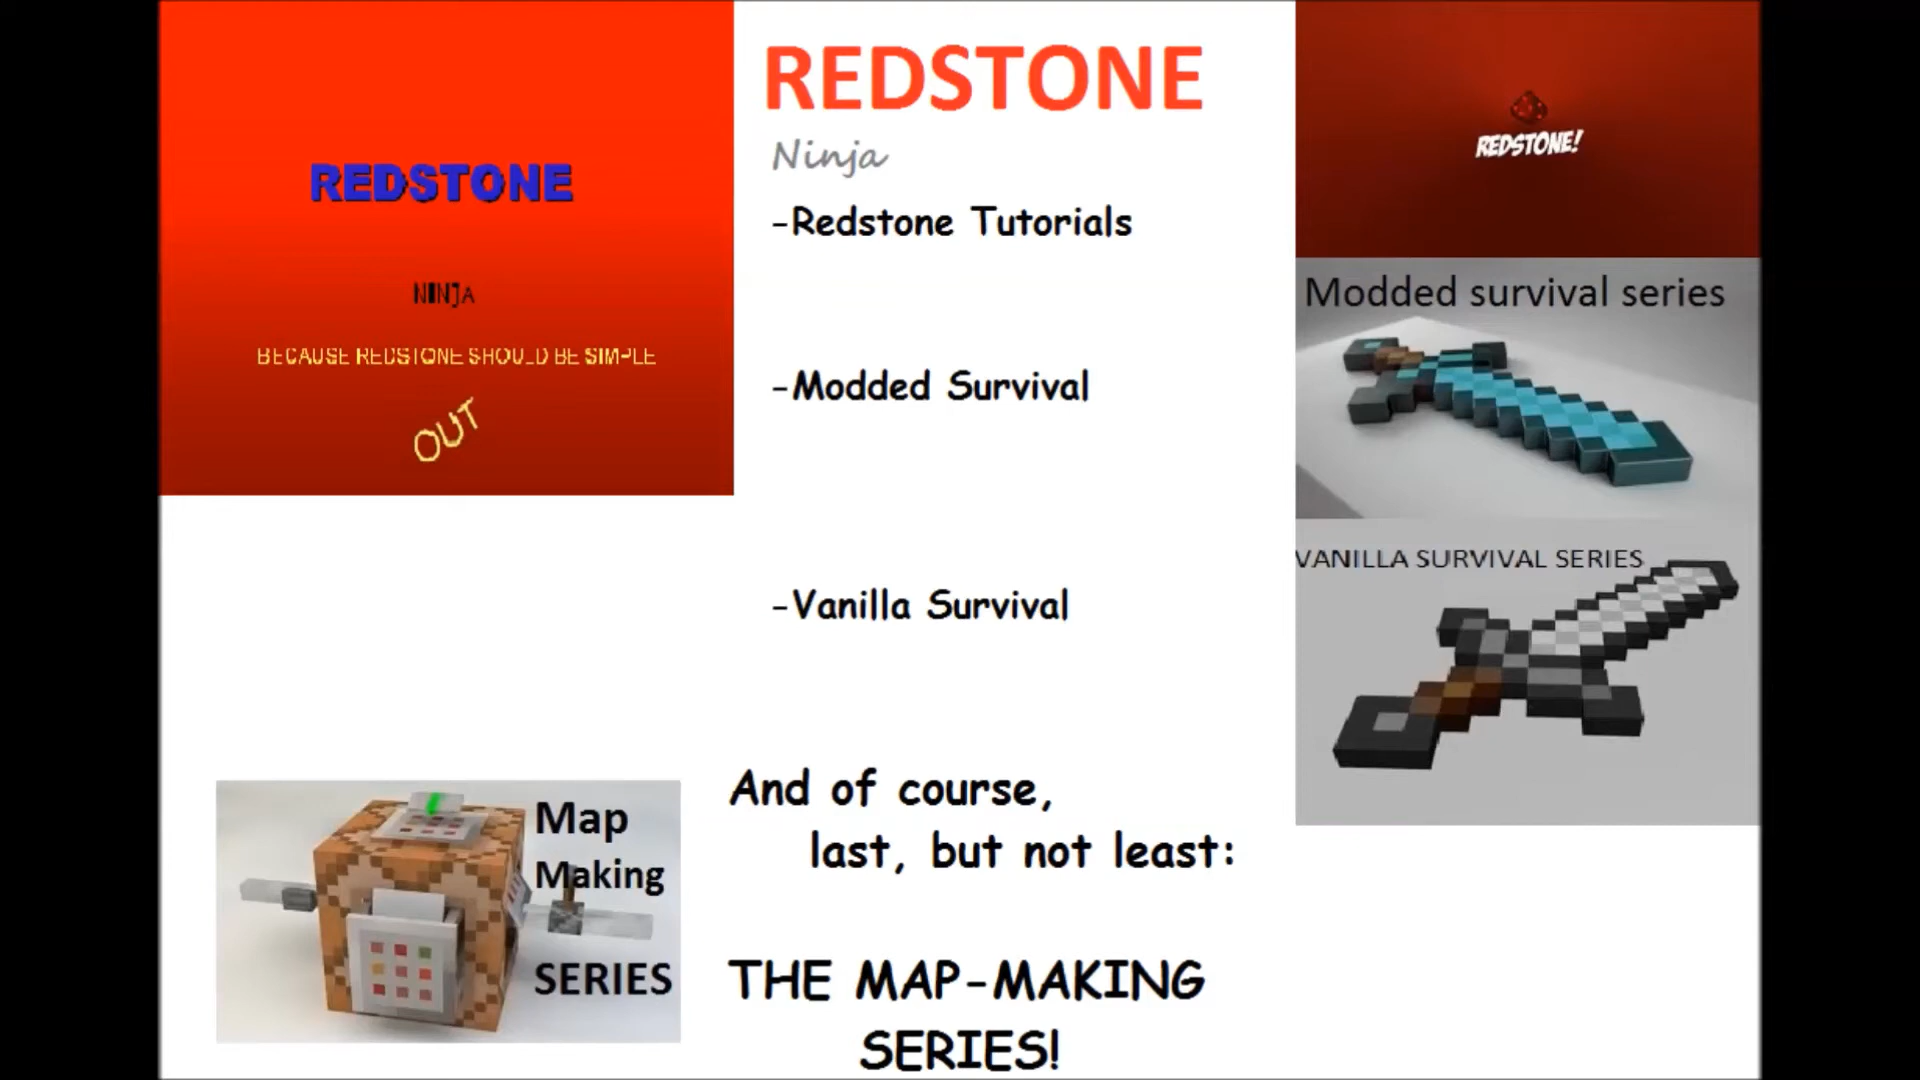 REDSTONE
NINJA
BECAUSE REDSTONE SHOULD BE SIMPLE
OUT
REDSTONE
Ninja
-Redstone Tutorials
-Modded Survival
-Vanilla Survival
And of course,
last, but not least:
THE MAP-MAKING
SERIES!
REDSTONE!
Modded survival series
VANILLA SURVIVAL SERIES
Map
Making
SERIES